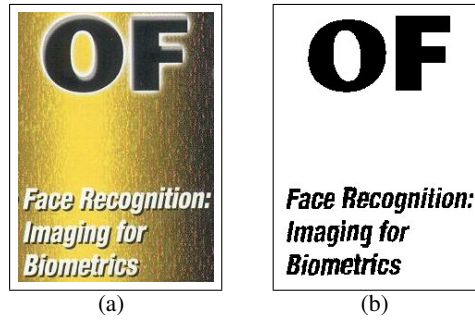 OF
Face Recognition:
Imaging for
Biometrics
(a)
OF
Face Recognition:
Imaging for
Biometrics
(b)